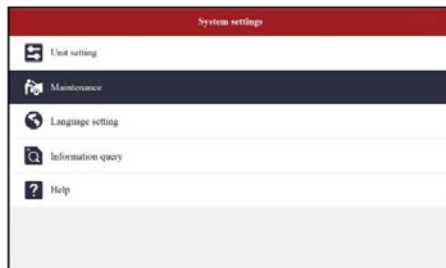 System settings
Unit setting
Maintenance
Language setting
Information query
Help